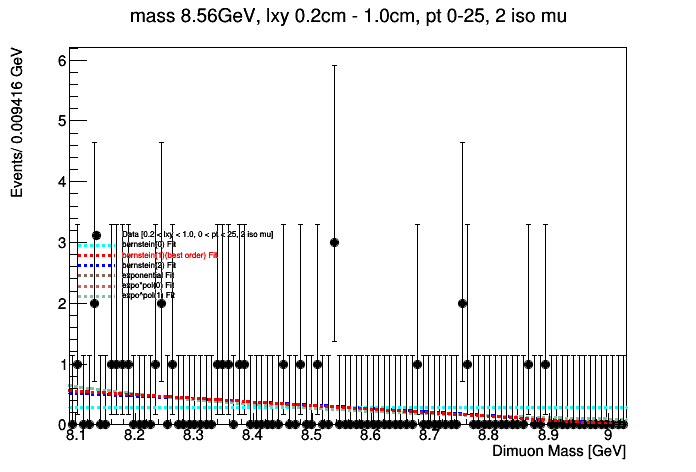 mass 8.56GeV, lxy 0.2cm - 1.0cm, pt 0-25, 2 iso mu
Events/ 0.009416 GeV
6
5
4
3
2
1
0
Data [0.2 < lxy < 1.0, 0 < pt < 25, 2 iso mu]
bernstein(0) Fit
bernstein(1)(best order) Fit
bernstein(2) Fit
exponential Fit
expo*pol(0) Fit
expo*pol(1) Fit
8.1 8.2 8.3 8.4 8.5 8.6 8.7 8.8 8.9 9
Dimuon Mass [GeV]